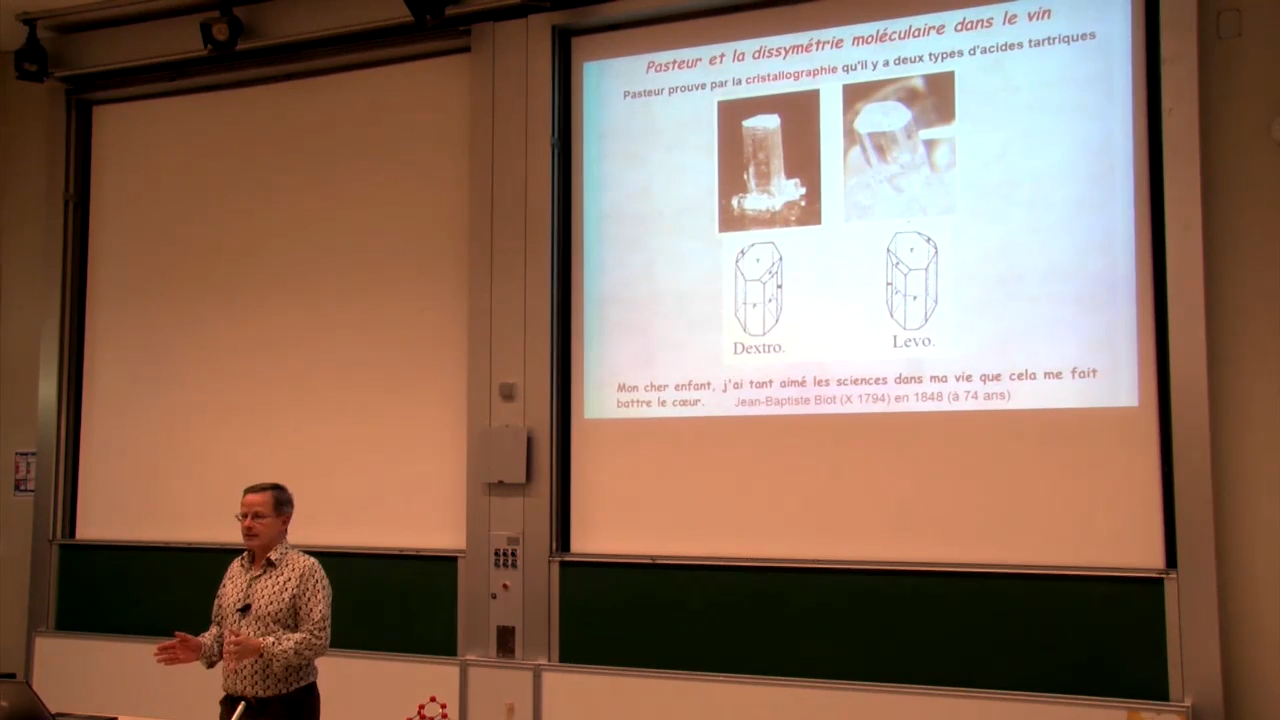 Pasteur et la dissymétrie moléculaire dans le vin
Pasteur prouve par la cristallographie qu'il y a deux types d'acides tartriques
Dextro.
Levo.
Mon cher enfant, j'ai tant aimé les sciences dans ma vie que cela me fait
battre le cœur. Jean-Baptiste Biot (X 1794) en 1848 (à 74 ans)